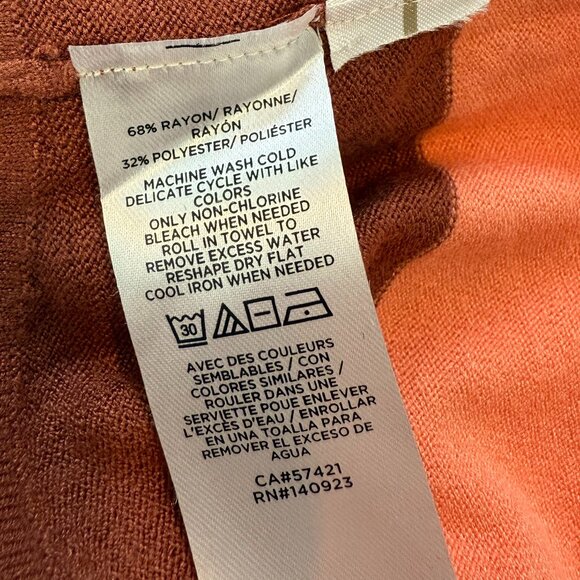 68% RAYON/ RAYONNE/
RAYÓN
32% POLYESTER/ POLIÉSTER
MACHINE WASH COLD
DELICATE CYCLE WITH LIKE
COLORS
ONLY NON-CHLORINE
BLEACH WHEN NEEDED
ROLL IN TOWEL TO
REMOVE EXCESS WATER
RESHAPE DRY FLAT
COOL IRON WHEN NEEDED
30
AVEC DES COULEURS
SEMBLABLES / CON
COLORES SIMILARES /
ROULER DANS UNE
SERVIETTE POUR ENLEVER
L'EXCÈS D'EAU / ENROLLAR
EN UNA TOALLA PARA
REMOVER EL EXCESO DE
AGUA
CA#57421
RN#140923